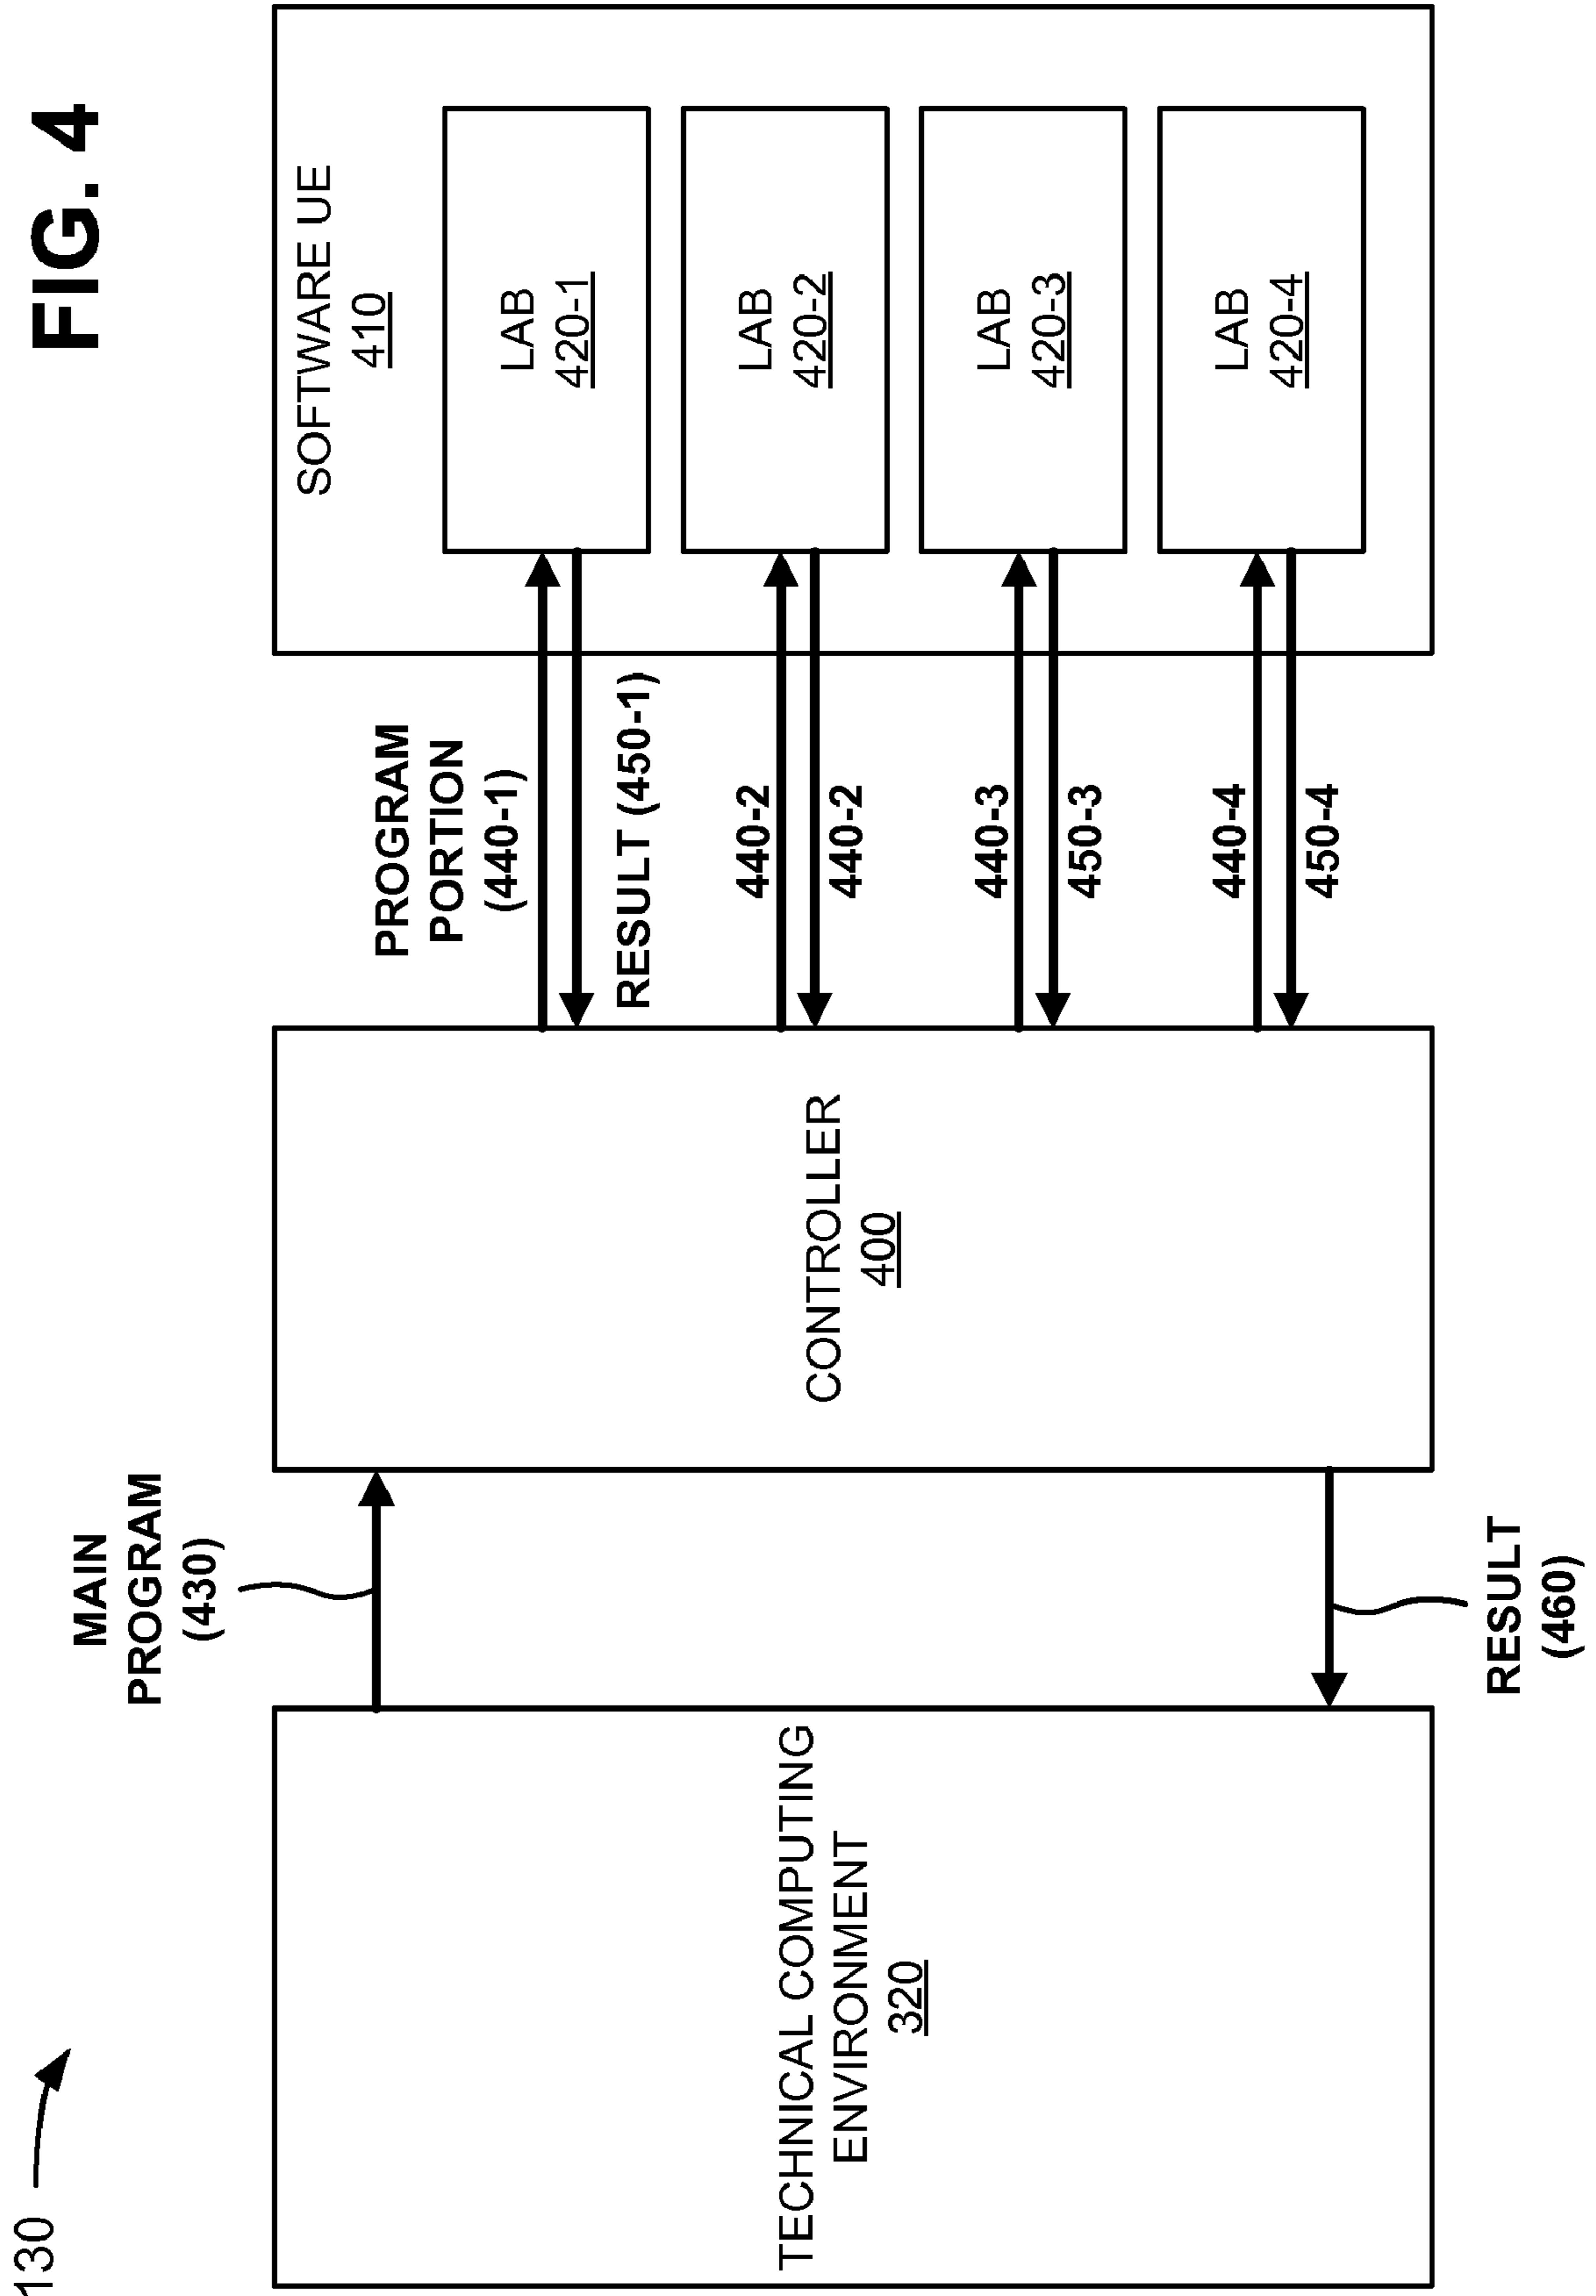 FIG. 4
130
TECHNICAL COMPUTING
ENVIRONMENT
320
MAIN
PROGRAM
(430)
RESULT
(460)
CONTROLLER
400
PROGRAM
PORTION
(440-1)
RESULT (450-1)
440-2
440-2
440-3
450-3
440-4
450-4
SOFTWARE UE
410
LAB
420-1
LAB
420-2
LAB
420-3
LAB
420-4